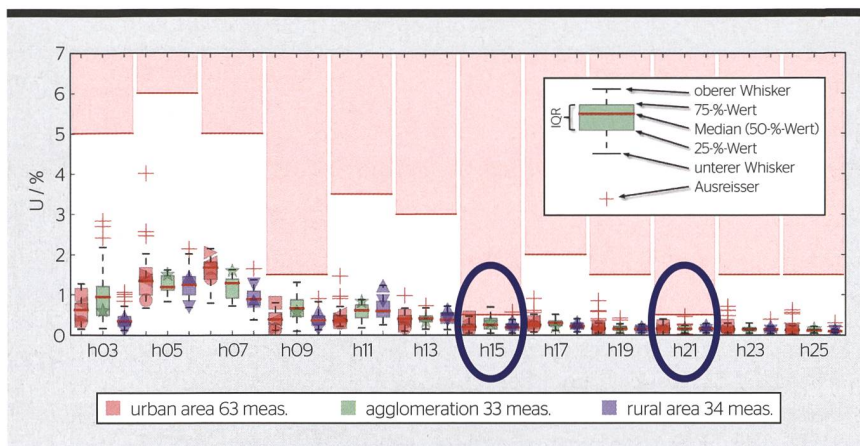 7
6
5
4
3
2
1
0
U / %
oberer Whisker
75-%-Wert
Median (50-%-Wert)
25-%-Wert
unterer Whisker
Ausreisser
IQR
h03 h05 h07 h09 h11 h13 h15 h17 h19 h21 h23 h25
urban area 63 meas. agglomeration 33 meas. rural area 34 meas.